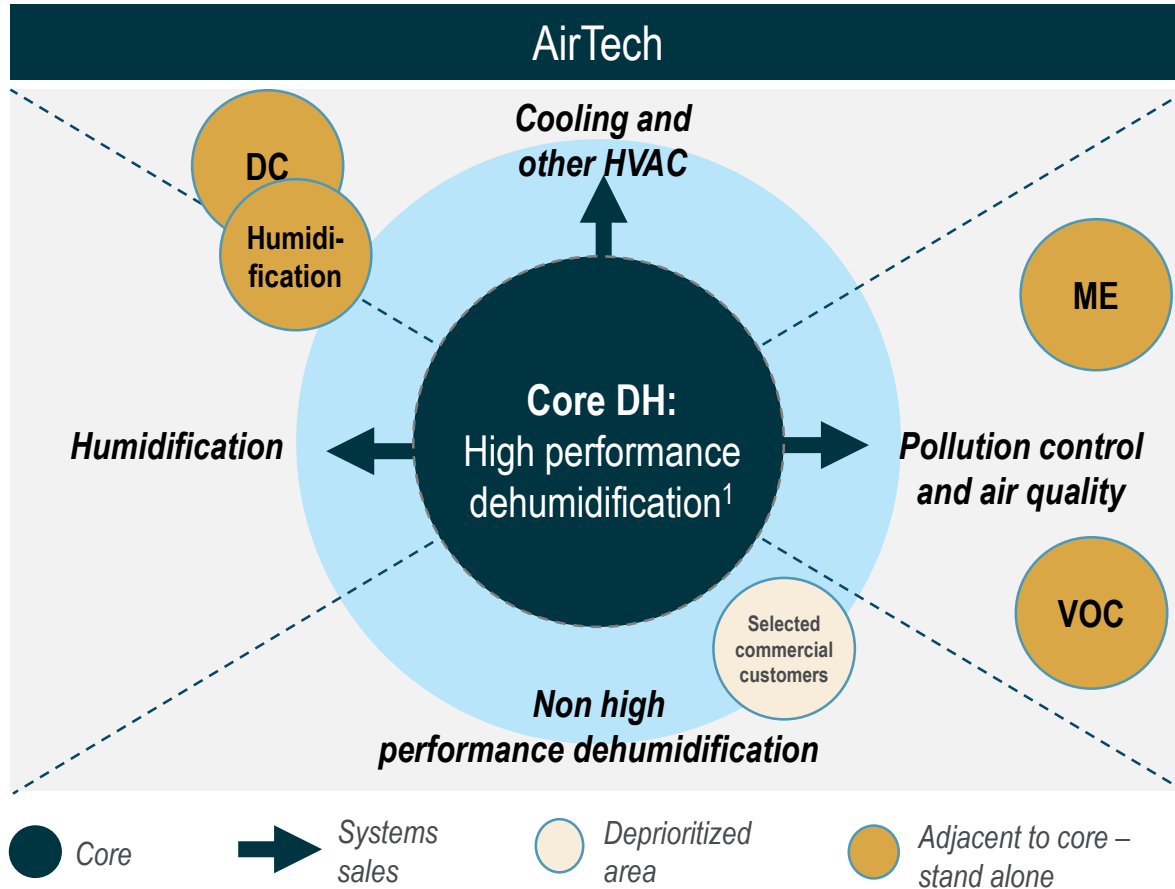 AirTech
Cooling and
other HVAC
DC
Humidi-
fication
ME
Core DH:
High performance
dehumidification1
Humidification
Pollution control
and air quality
VOC
Selected
commercial
customers
Non high
performance dehumidification
Core
Systems
sales
Deprioritized
area
Adjacent to core –
stand alone